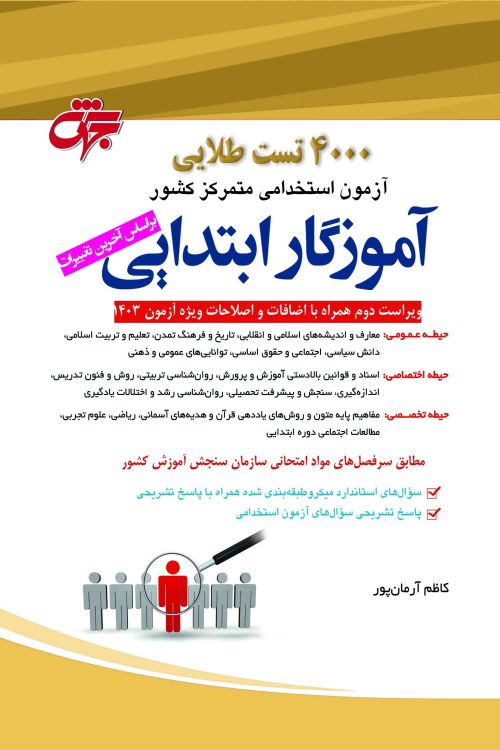 جهش
۴۰۰۰ تست طلایی
آزمون استخدامی متمرکز کشور
آموزگار ابتدایی
براساس آخرین تغییرات
ویراست دوم همراه با اضافات و اصلاحات ویژه آزمون ۱۴۰۳
حیطـه عـمومـی: معارف و اندیشه‌های اسلامی و انقلابی، تاریخ و فرهنگ تمدن، تعلیم و تربیت اسلامی،
دانش سیاسی، اجتماعی و حقوق اساسی، توانایی‌های عمومی و ذهنی
حیطه اختصاصی: اسناد و قوانین بالادستی آموزش و پرورش، روان‌شناسی تربیتی، روش و فنون تدریس،
اندازه‌گیری، سنجش و پیشرفت تحصیلی، روان‌شناسی رشد و اختلالات یادگیری
حیطه تخصـصی: مفاهیم پایه متون و روش‌های یاددهی قرآن و هدیه‌های آسمانی، ریاضی، علوم تجربی،
مطالعات اجتماعی دوره ابتدایی
مطابق سرفصل‌های مواد امتحانی سازمان سنجش آموزش کشور
سؤال‌های استاندارد میکروطبقه‌بندی شده همراه با پاسخ تشریحی
پاسخ تشریحی سؤال‌های آزمون استخدامی
کاظم آرمان‌پور